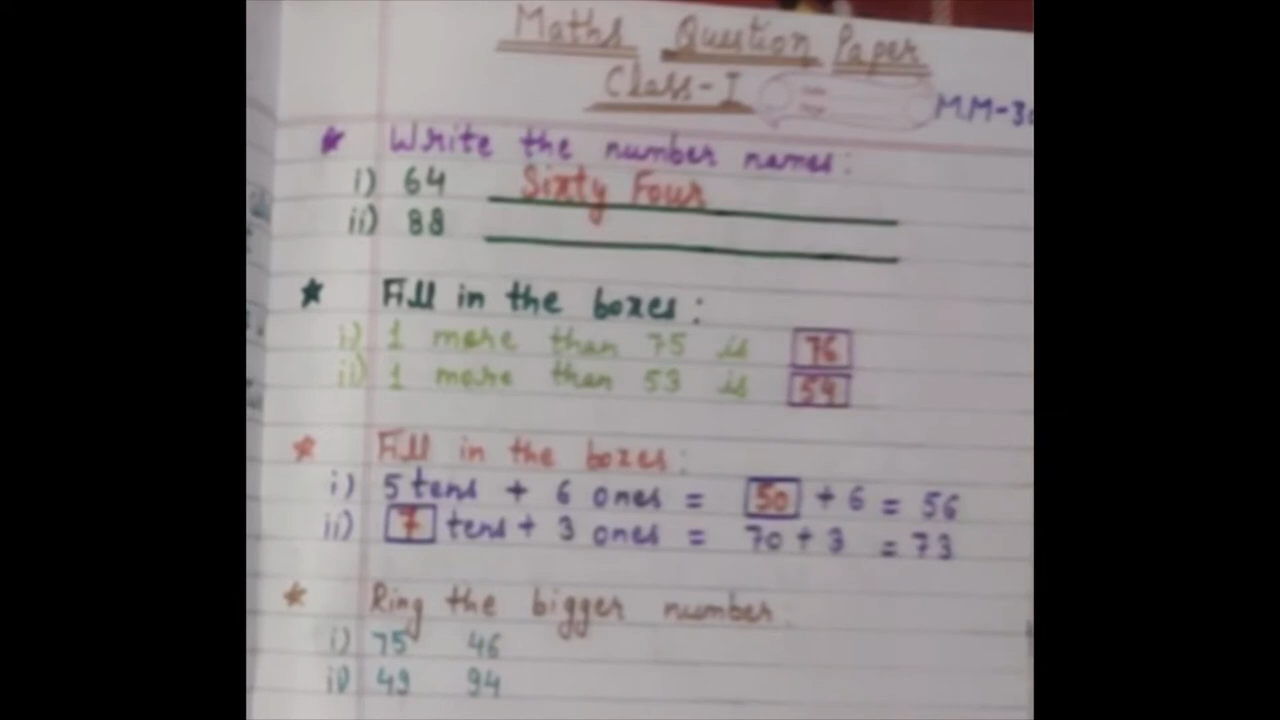 Maths Question Paper
Class-I
MM-30
★ Write the number names:
i) 64 Sixty Four
ii) 88
★ Fill in the boxes:
i) 1 more than 75 is 76
ii) 1 more than 53 is 54
★ Fill in the boxes:
i) 5 tens + 6 ones = 50 + 6 = 56
ii) 7 tens + 3 ones = 70 + 3 = 73
★ Ring the bigger number.
i) 75 46
ii) 49 94